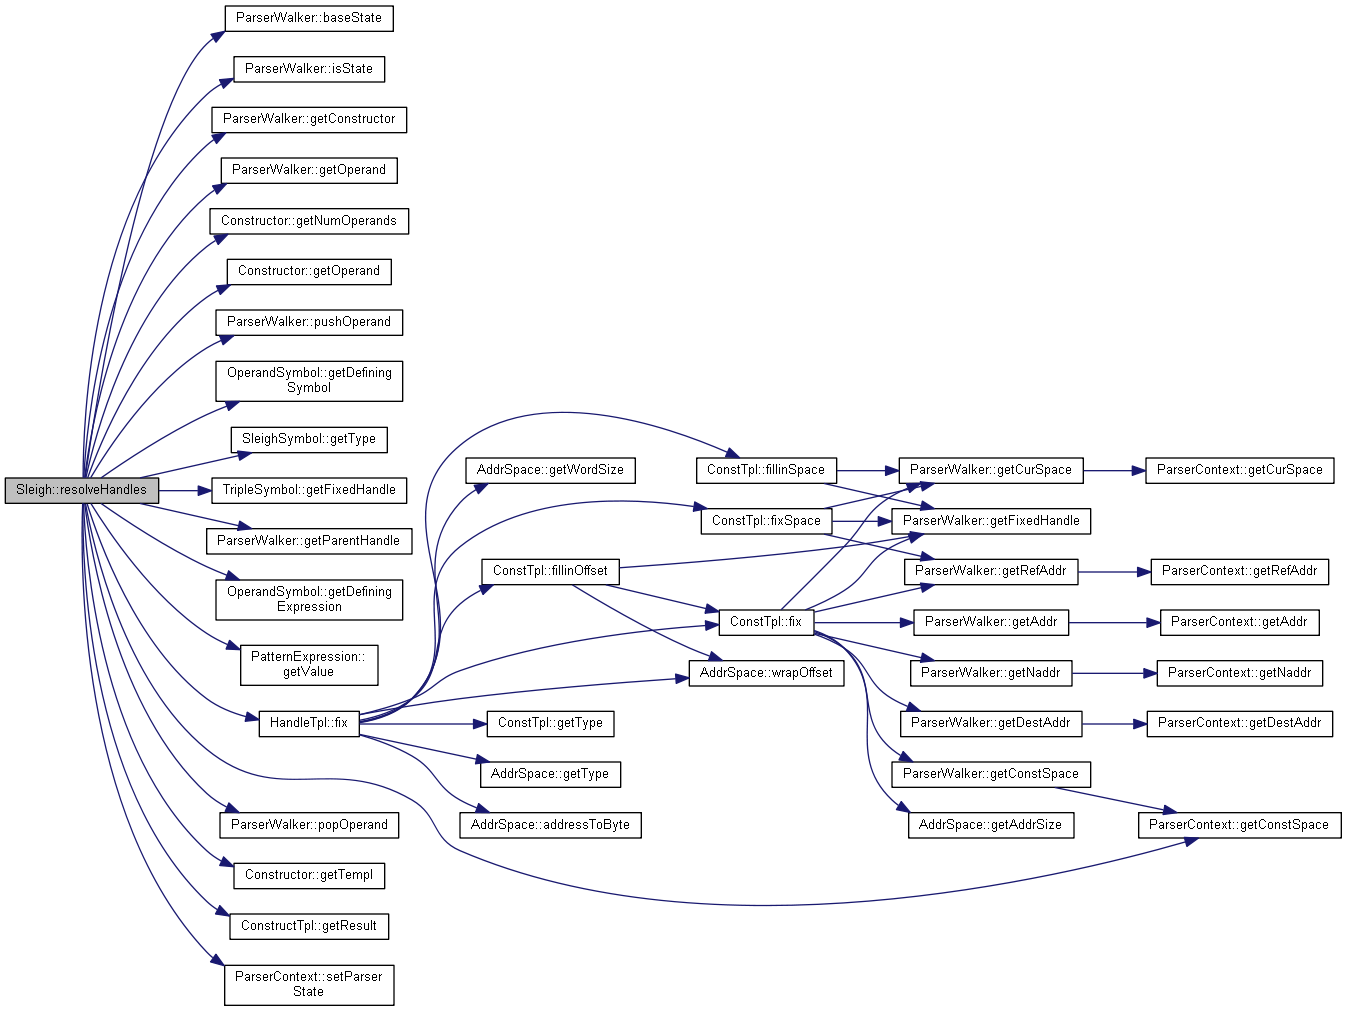 ParserWalker::baseState
ParserWalker::isState
ParserWalker::getConstructor
ParserWalker::getOperand
Constructor::getNumOperands
Constructor::getOperand
ParserWalker::pushOperand
OperandSymbol::getDefining
Symbol
SleighSymbol::getType
Sleigh::resolveHandles
TripleSymbol::getFixedHandle
ParserWalker::getParentHandle
OperandSymbol::getDefining
Expression
PatternExpression::
getValue
HandleTpl::fix
ParserWalker::popOperand
Constructor::getTempl
ConstructTpl::getResult
ParserContext::setParser
State
AddrSpace::getWordSize
ConstTpl::fillinOffset
ConstTpl::getType
AddrSpace::getType
AddrSpace::addressToByte
ConstTpl::fillinSpace
ConstTpl::fixSpace
ConstTpl::fix
AddrSpace::wrapOffset
ParserWalker::getCurSpace
ParserWalker::getFixedHandle
ParserWalker::getRefAddr
ParserWalker::getAddr
ParserWalker::getNaddr
ParserWalker::getDestAddr
ParserWalker::getConstSpace
AddrSpace::getAddrSize
ParserContext::getCurSpace
ParserContext::getRefAddr
ParserContext::getAddr
ParserContext::getNaddr
ParserContext::getDestAddr
ParserContext::getConstSpace